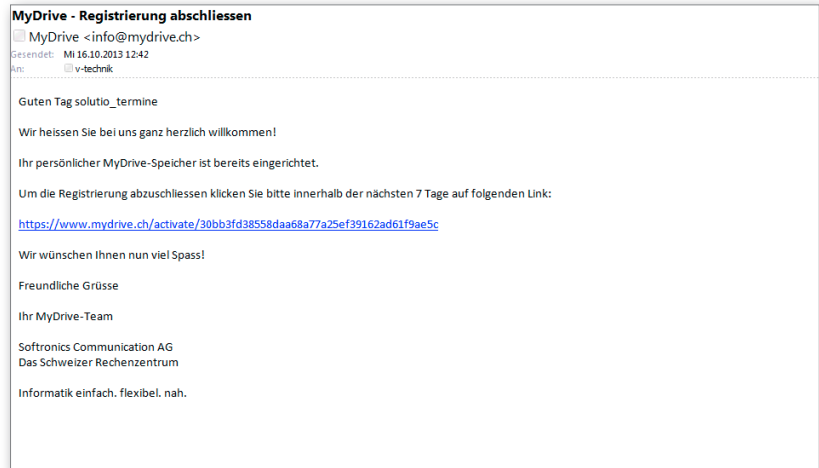 MyDrive - Registrierung abschliessen
MyDrive <info@mydrive.ch>
Gesendet: Mi 16.10.2013 12:42
An: v-technik
Guten Tag solutio_termine
Wir heissen Sie bei uns ganz herzlich willkommen!
Ihr persönlicher MyDrive-Speicher ist bereits eingerichtet.
Um die Registrierung abzuschliessen klicken Sie bitte innerhalb der nächsten 7 Tage auf folgenden Link:
https://www.mydrive.ch/activate/30bb3fd38558daa68a77a25ef39162ad61f9ae5c
Wir wünschen Ihnen nun viel Spass!
Freundliche Grüsse
Ihr MyDrive-Team
Softronics Communication AG
Das Schweizer Rechenzentrum
Informatik einfach. flexibel. nah.